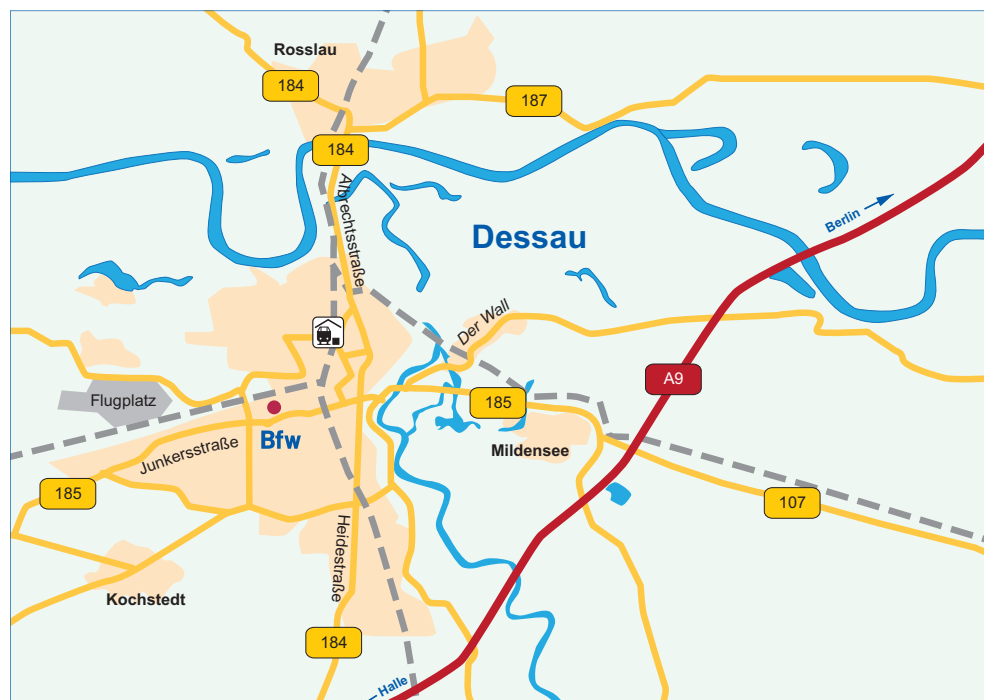 Rosslau
184
187
184
Albrechtsstraße
Berlin
Dessau
Der Wall
A9
Flugplatz
185
Bfw
Junkersstraße
Mildensee
185
107
Heidestraße
Kochstedt
184
Halle